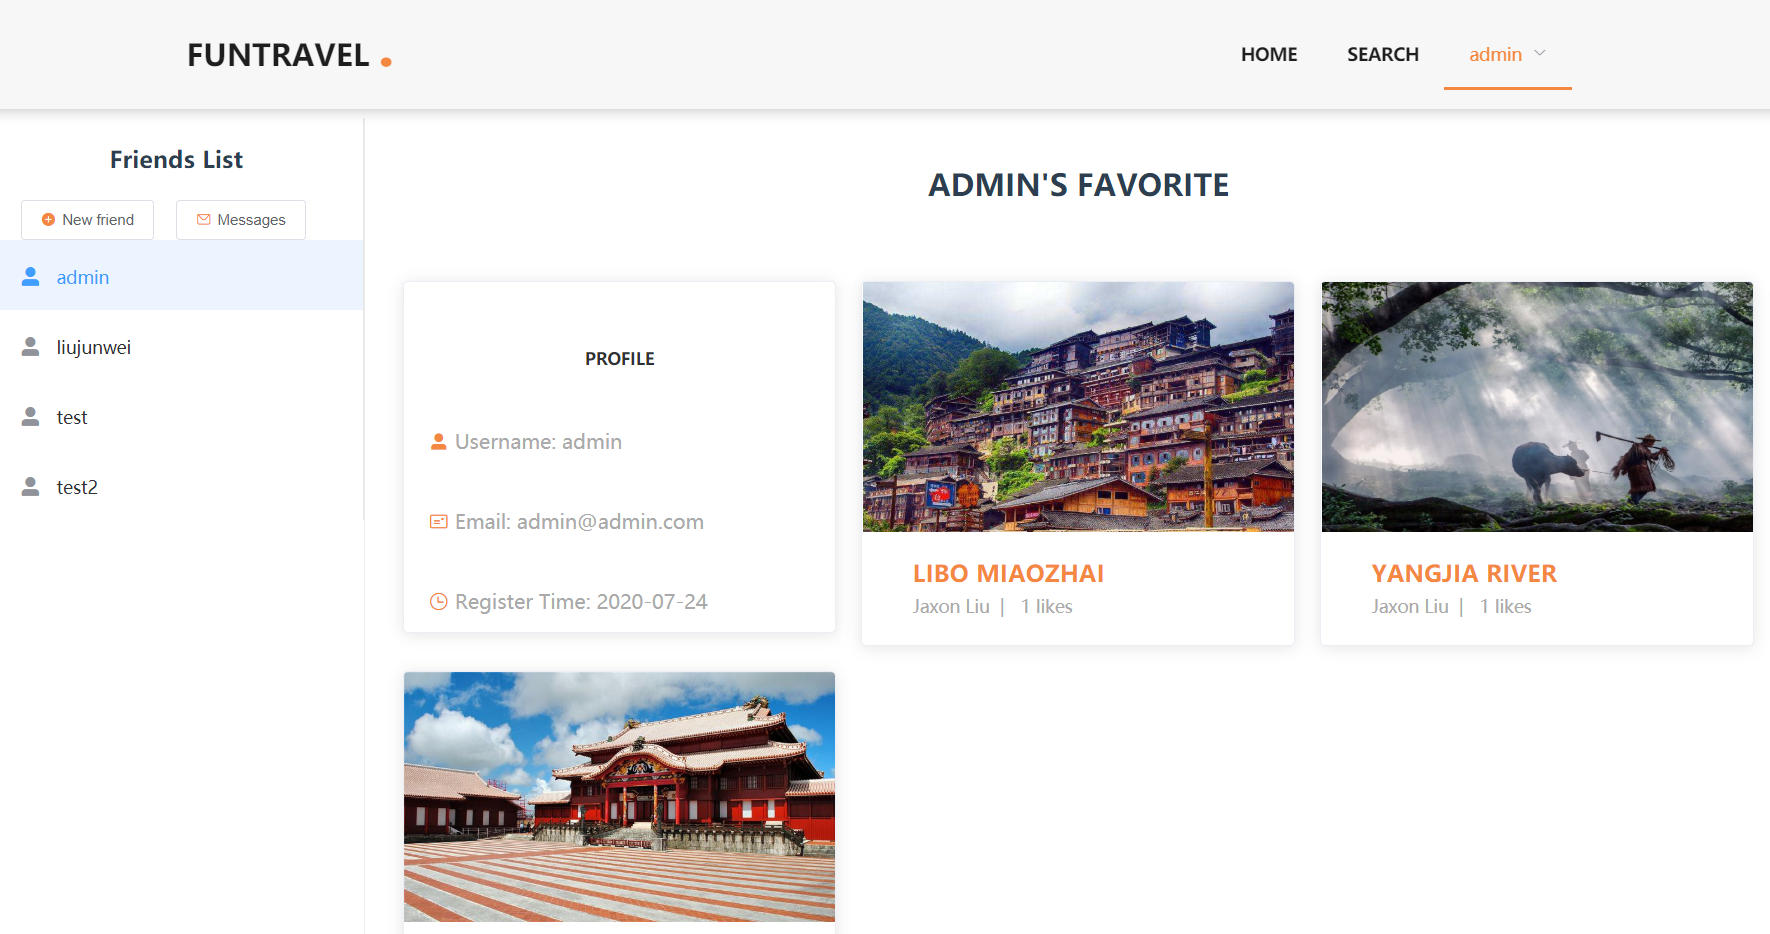 FUNTRAVEL .
HOME
SEARCH
admin
Friends List
New friend
Messages
admin
liujunwei
test
test2
ADMIN'S FAVORITE
PROFILE
Username: admin
Email: admin@admin.com
Register Time: 2020-07-24
LIBO MIAOZHAI
Jaxon Liu | 1 likes
YANGJIA RIVER
Jaxon Liu | 1 likes